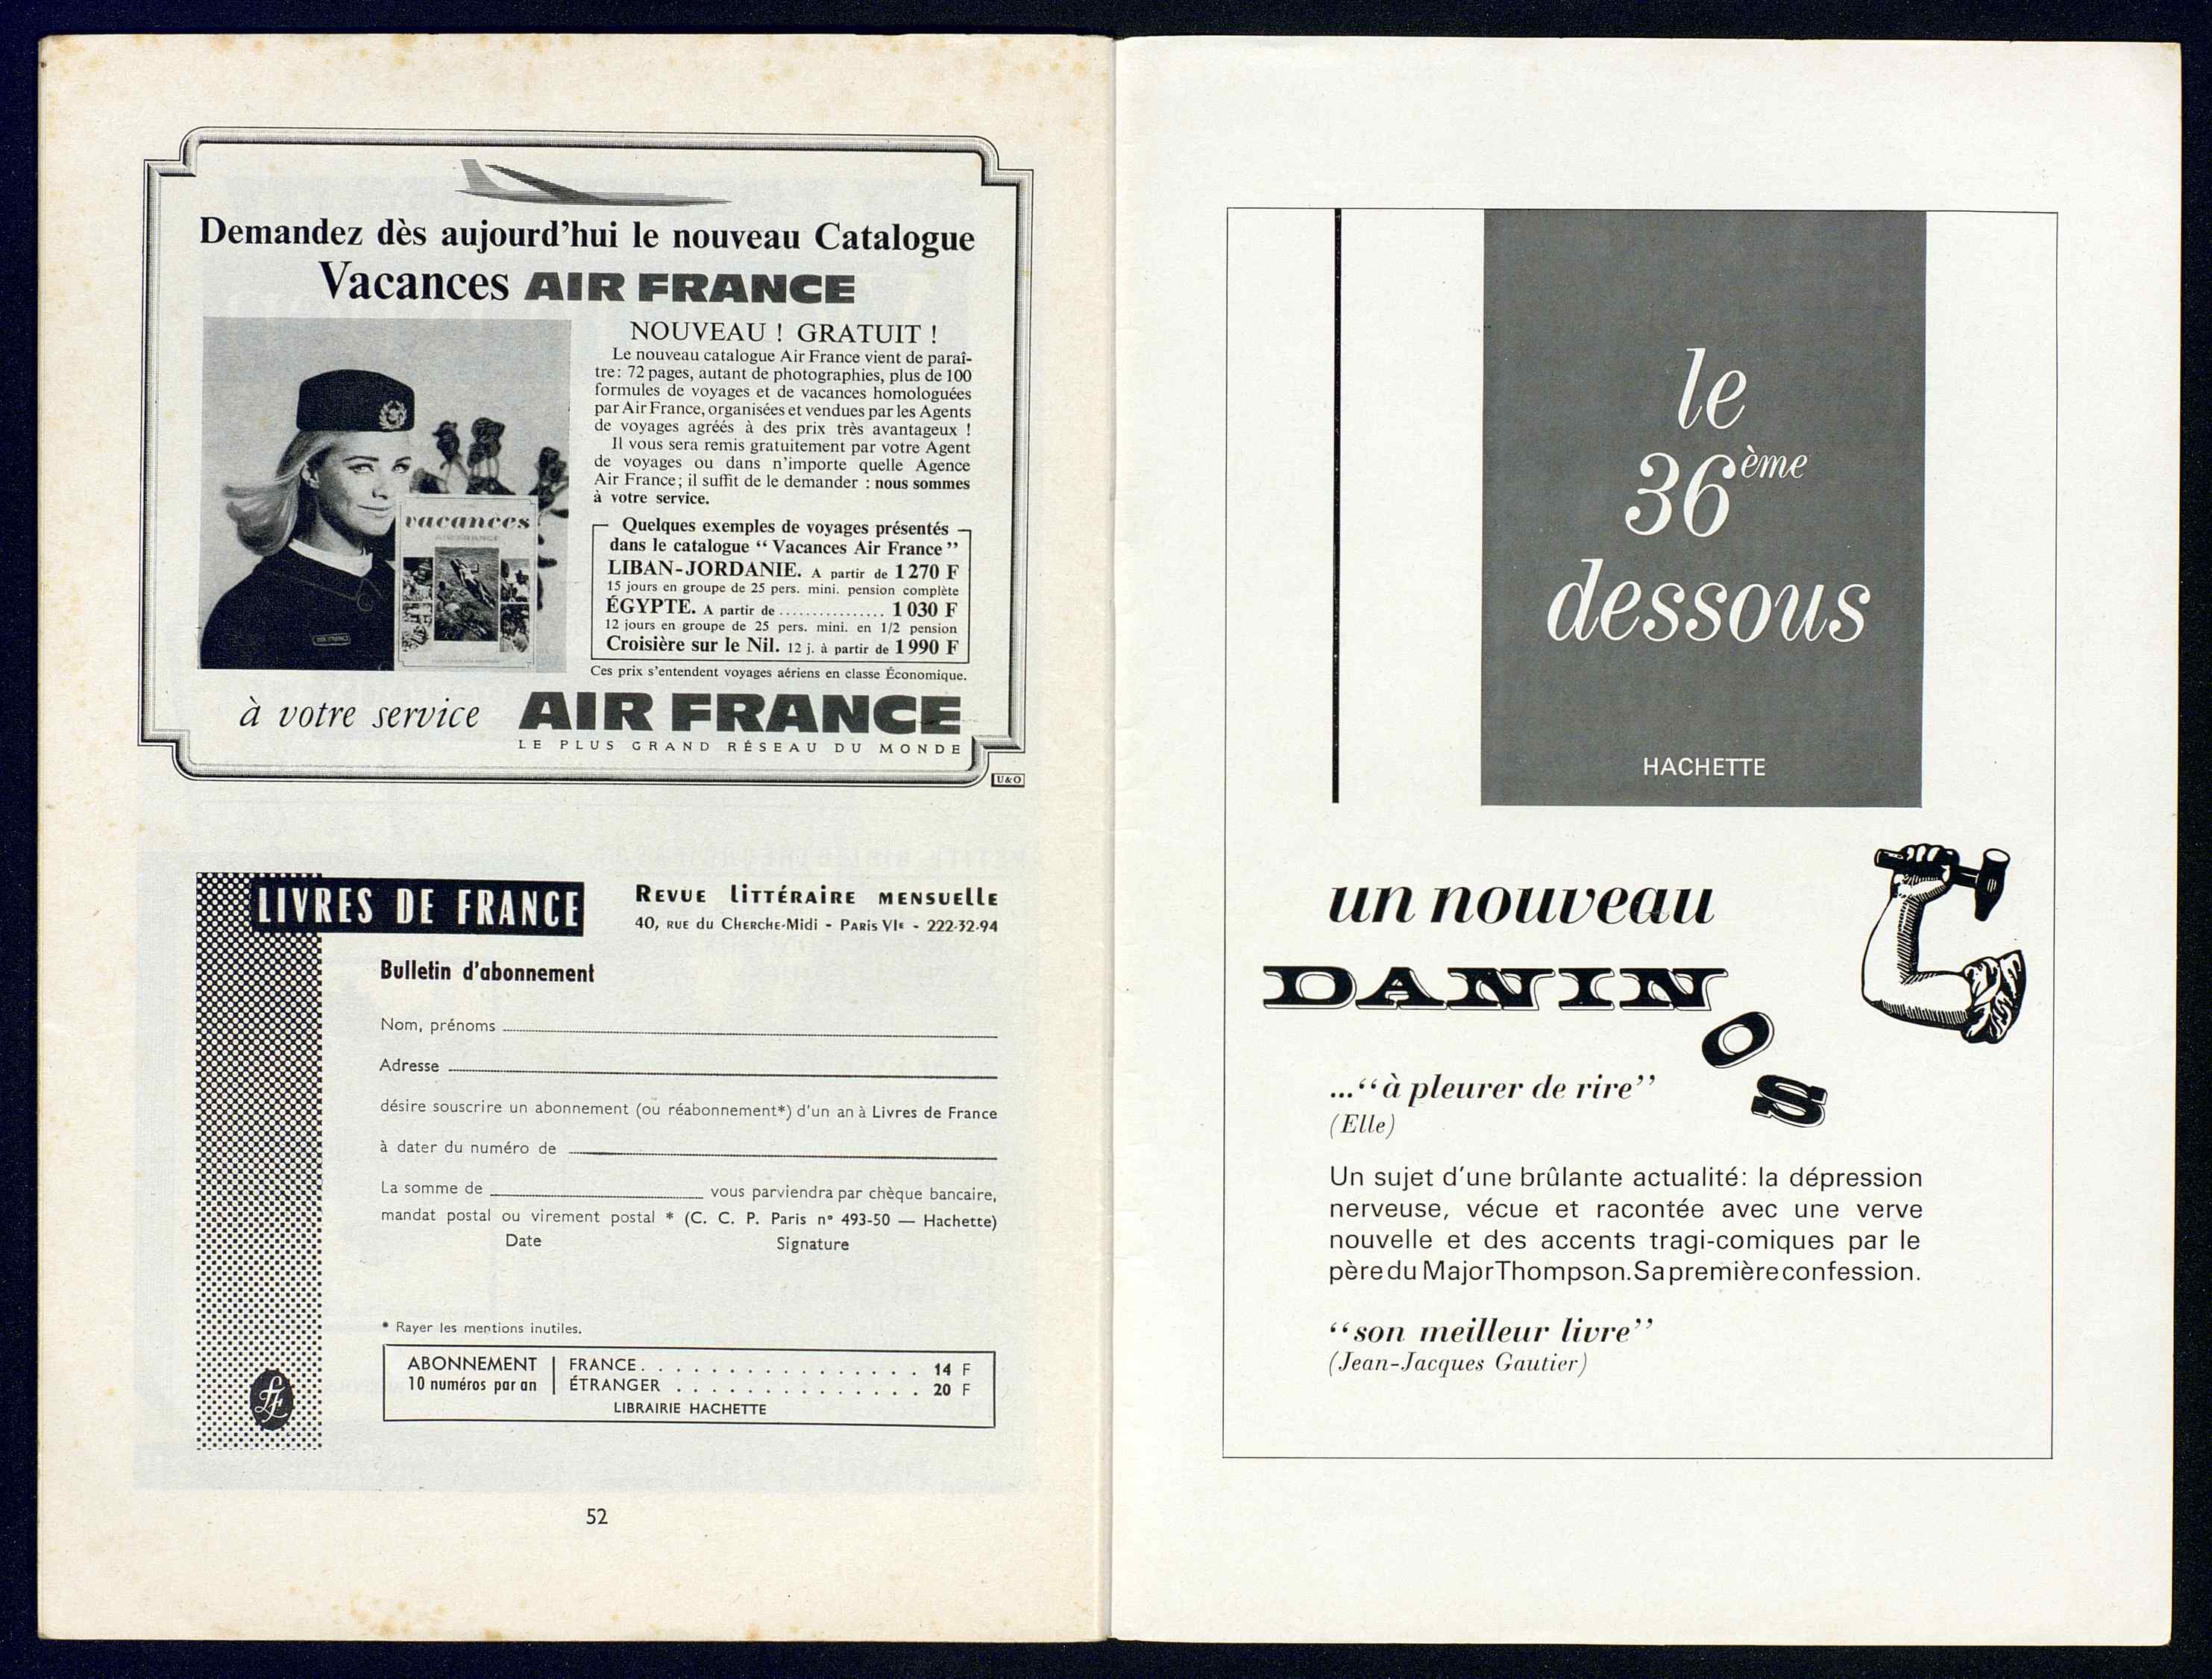 Demandez dès aujourd'hui le nouveau Catalogue
Vacances AIR FRANCE
NOUVEAU ! GRATUIT !
Le nouveau catalogue Air France vient de paraî-
tre: 72 pages, autant de photographies, plus de 100
formules de voyages et de vacances homologuées
par Air France, organisées et vendues par les Agents
de voyages agréés à des prix très avantageux !
Il vous sera remis gratuitement par votre Agent
de voyages ou dans n'importe quelle Agence
Air France; il suffit de le demander : nous sommes
à votre service.
vacances
AIR FRANCE
Quelques exemples de voyages présentés
dans le catalogue “ Vacances Air France ”
LIBAN-JORDANIE. A partir de 1270 F
15 jours en groupe de 25 pers. mini. pension complète
ÉGYPTE. A partir de ................ 1030 F
12 jours en groupe de 25 pers. mini. en 1/2 pension
Croisière sur le Nil. 12 j. à partir de 1990 F
Ces prix s'entendent voyages aériens en classe Économique.
à votre service AIR FRANCE
LE PLUS GRAND RÉSEAU DU MONDE
U&O
LIVRES DE FRANCE
REVUE LITTÉRAIRE MENSUELLE
40, RUE du CHERCHE-Midi - PARIS VIe - 222-32-94
Bulletin d'abonnement
Nom, prénoms
Adresse
désire souscrire un abonnement (ou réabonnement*) d'un an à Livres de France
à dater du numéro de
La somme de vous parviendra par chèque bancaire,
mandat postal ou virement postal * (C. C. P. Paris n° 493-50 — Hachette)
Date Signature
* Rayer les mentions inutiles.
ABONNEMENT FRANCE. . . . . . . . . . . . . . . . . . 14 F
10 numéros par an ÉTRANGER . . . . . . . . . . . . . . . . 20 F
LIBRAIRIE HACHETTE
52
le
36ème
dessous
HACHETTE
un nouveau
DANINOS
...“à pleurer de rire”
(Elle)
Un sujet d'une brûlante actualité: la dépression
nerveuse, vécue et racontée avec une verve
nouvelle et des accents tragi-comiques par le
père du Major Thompson. Sa première confession.
“son meilleur livre”
(Jean-Jacques Gautier)